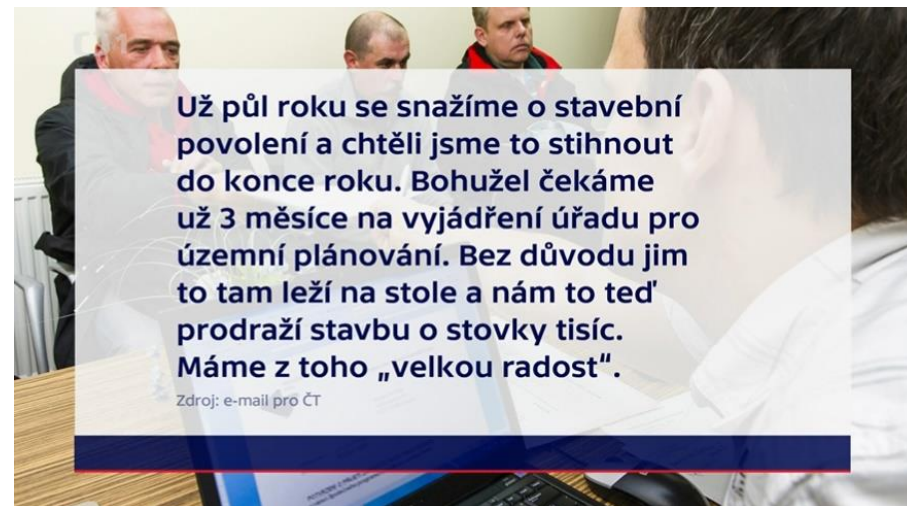 Už půl roku se snažíme o stavební
povolení a chtěli jsme to stihnout
do konce roku. Bohužel čekáme
už 3 měsíce na vyjádření úřadu pro
územní plánování. Bez důvodu jim
to tam leží na stole a nám to teď
prodraží stavbu o stovky tisíc.
Máme z toho „velkou radost“.
Zdroj: e-mail pro ČT